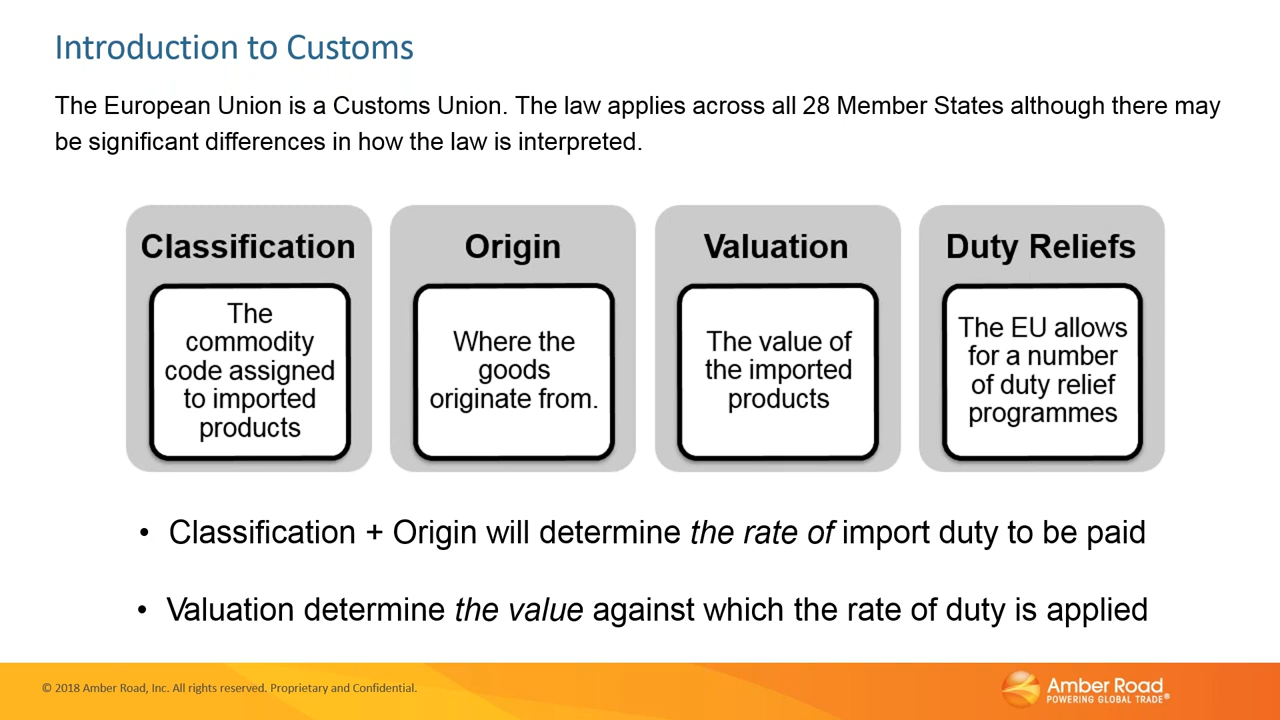 Introduction to Customs
The European Union is a Customs Union. The law applies across all 28 Member States although there may
be significant differences in how the law is interpreted.
Classification
The
commodity
code assigned
to imported
products
Origin
Where the
goods
originate from.
Valuation
The value of
the imported
products
Duty Reliefs
The EU allows
for a number
of duty relief
programmes
• Classification + Origin will determine the rate of import duty to be paid
• Valuation determine the value against which the rate of duty is applied
© 2018 Amber Road, Inc. All rights reserved. Proprietary and Confidential.
Amber Road
POWERING GLOBAL TRADE®